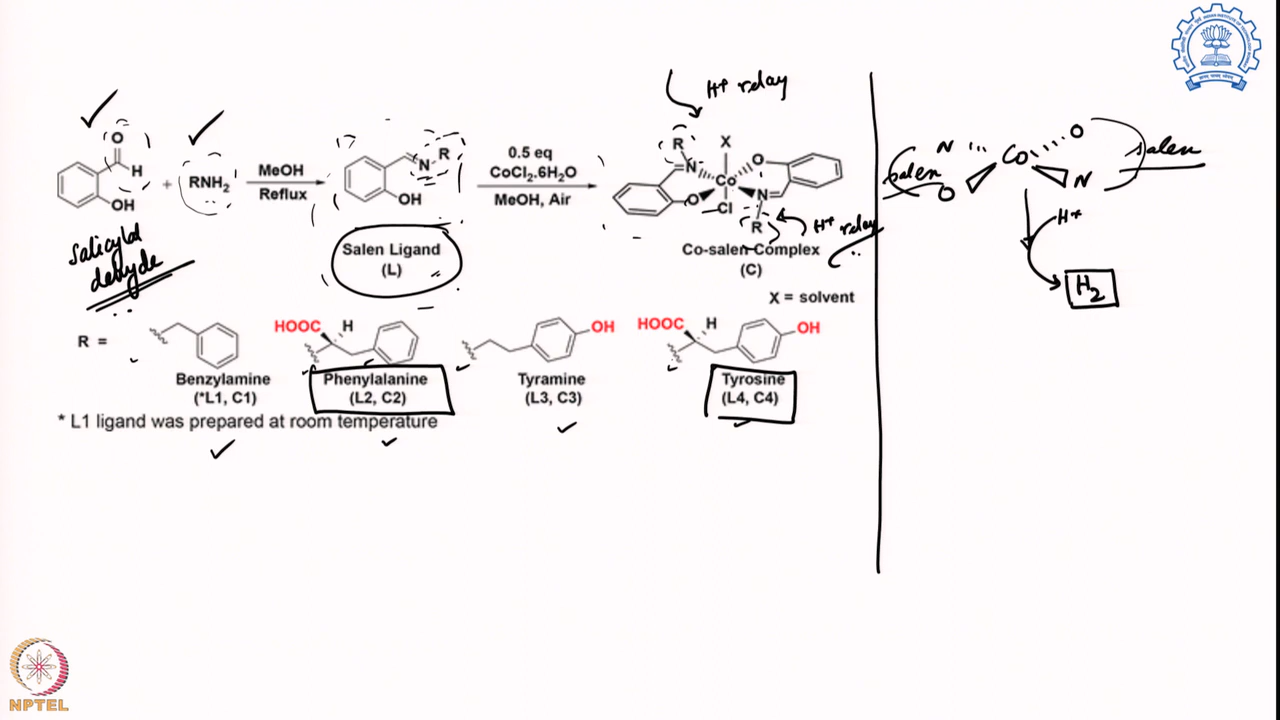 H+ relay
O
H
OH
+
RNH2
MeOH
Reflux
N
R
OH
0.5 eq
CoCl2.6H2O
MeOH, Air
R
X
N
O
Co
O
N
Cl
R
H+ relay
Salicylal
dehyde
Salen Ligand
(L)
Co-salen-Complex
(C)
X = solvent
N
Co
O
O
N
salen
salen
H+
H2
R =
HOOC
H
OH
HOOC
H
OH
Benzylamine
(*L1, C1)
Phenylalanine
(L2, C2)
Tyramine
(L3, C3)
Tyrosine
(L4, C4)
* L1 ligand was prepared at room temperature
NPTEL